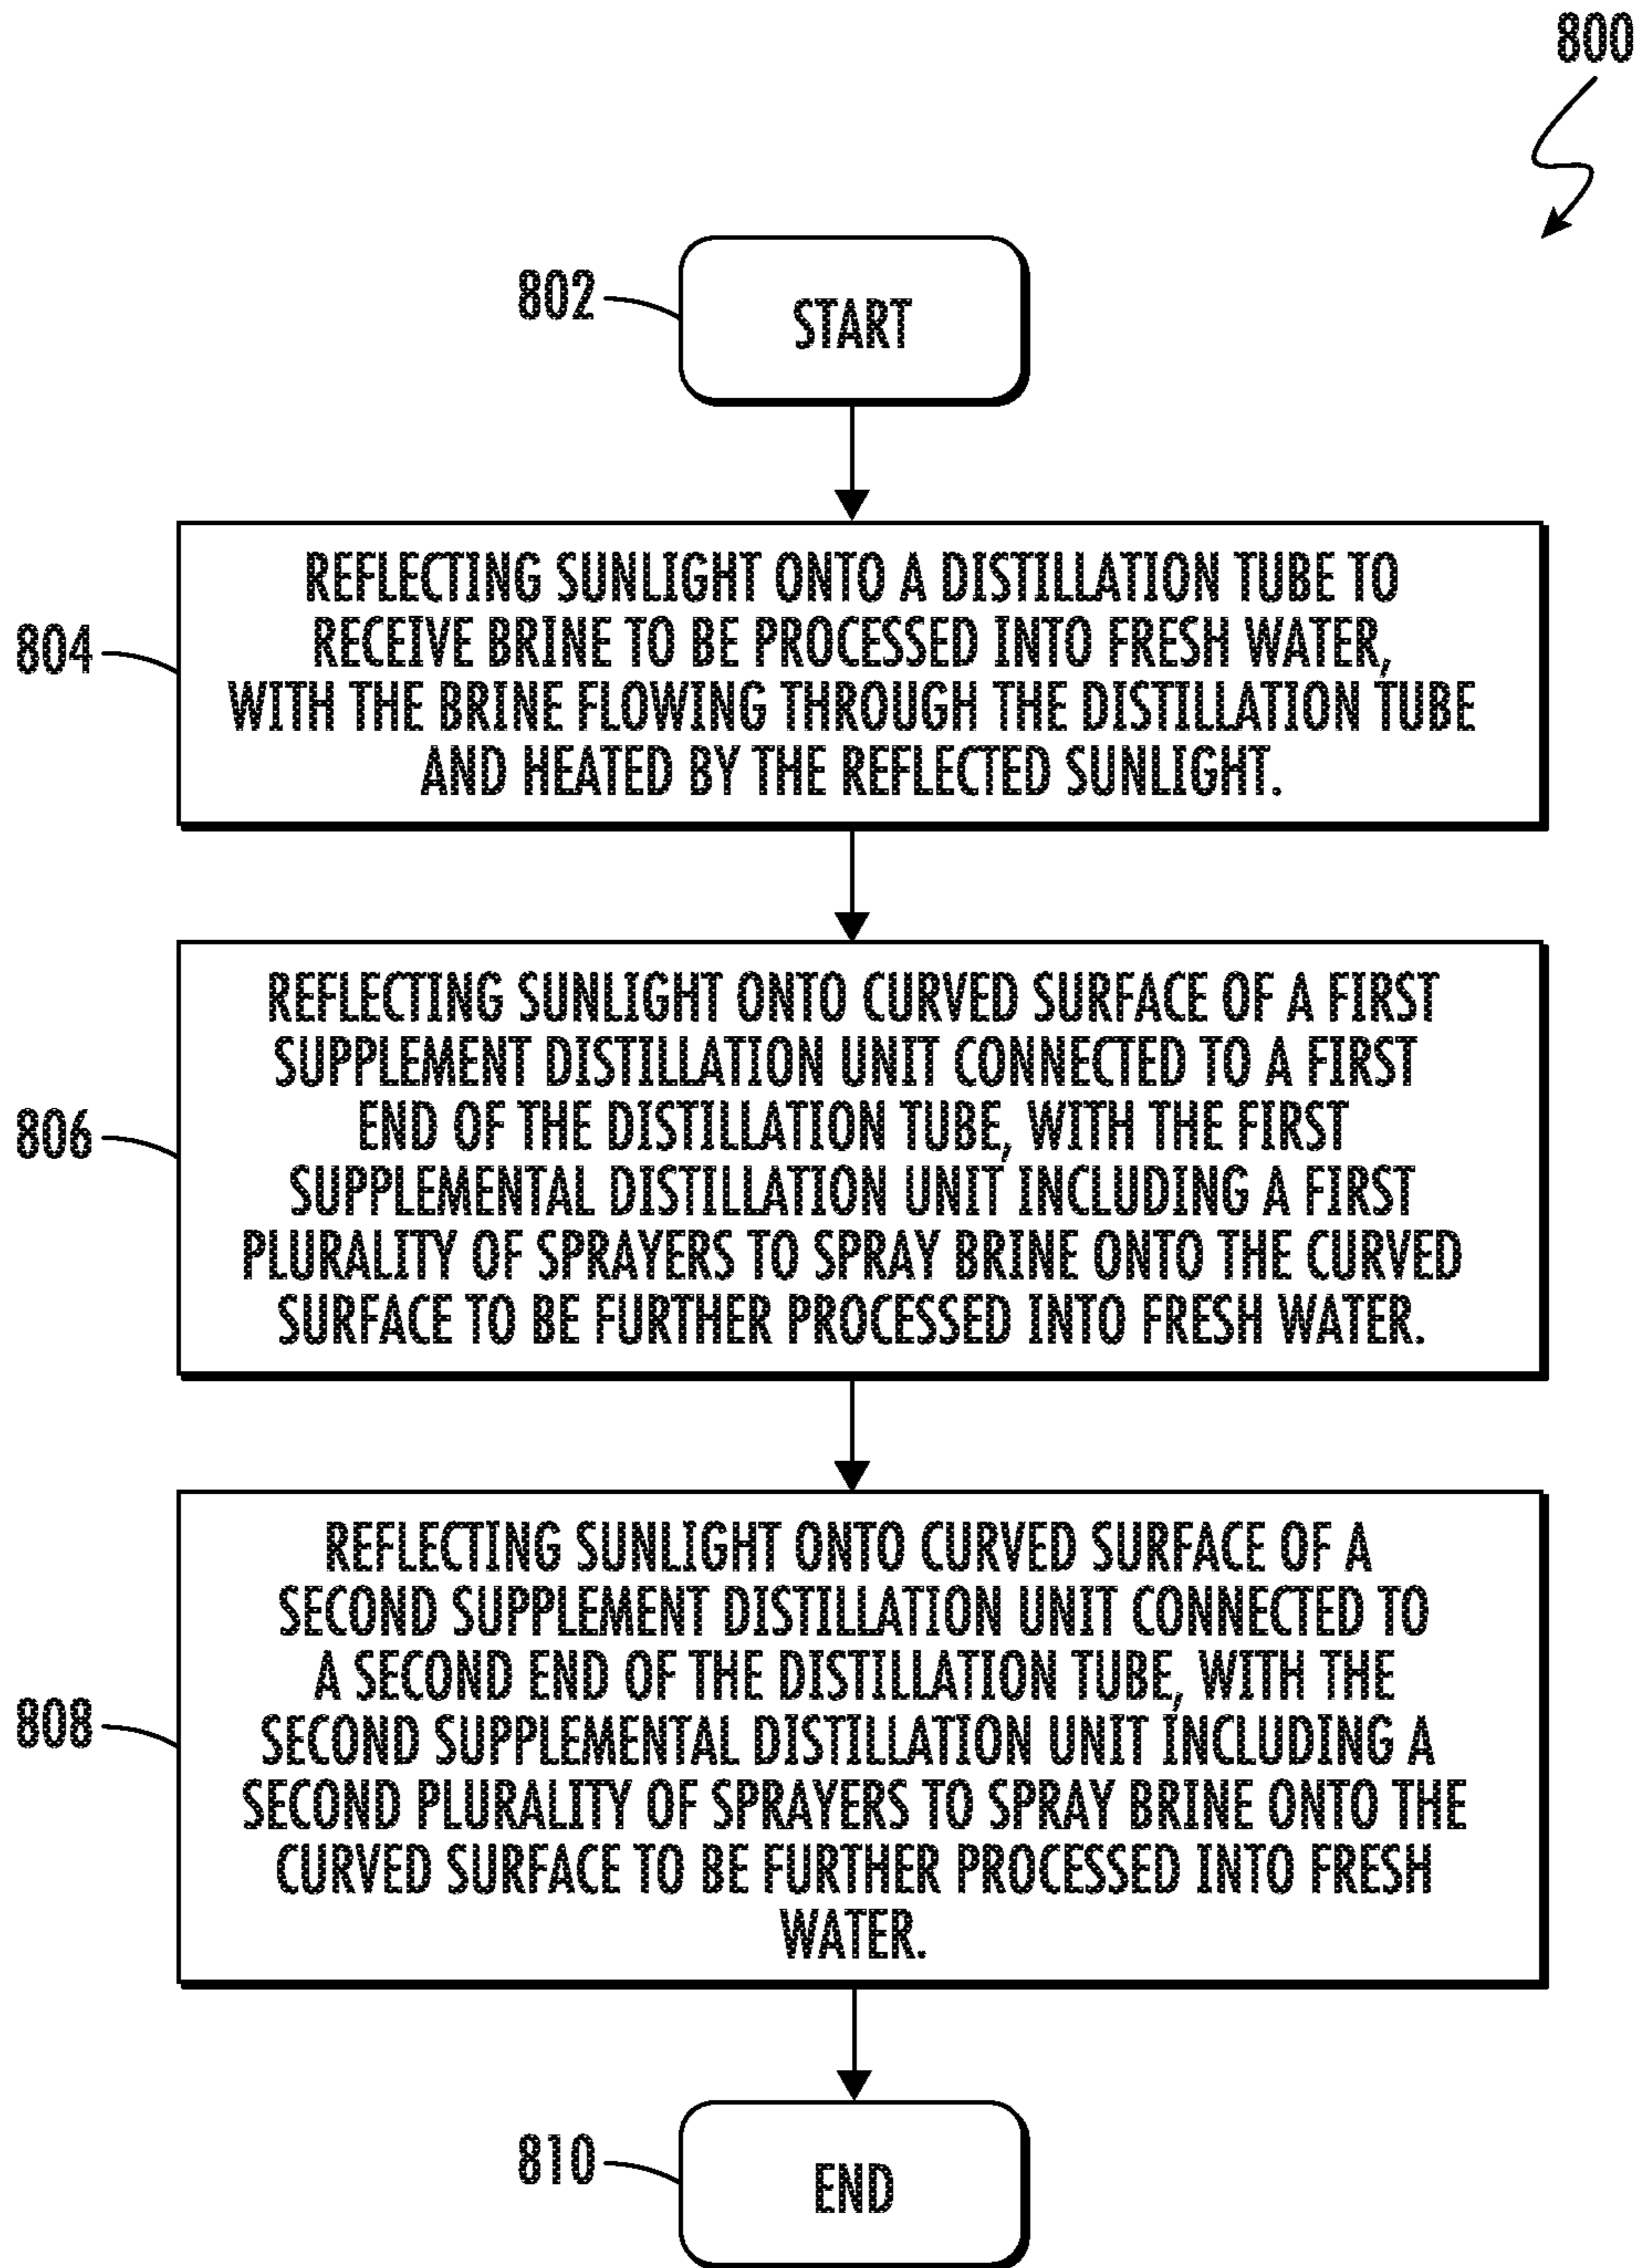 800
802
START
804
REFLECTING SUNLIGHT ONTO A DISTILLATION TUBE TO
RECEIVE BRINE TO BE PROCESSED INTO FRESH WATER,
WITH THE BRINE FLOWING THROUGH THE DISTILLATION TUBE
AND HEATED BY THE REFLECTED SUNLIGHT.
806
REFLECTING SUNLIGHT ONTO CURVED SURFACE OF A FIRST
SUPPLEMENT DISTILLATION UNIT CONNECTED TO A FIRST
END OF THE DISTILLATION TUBE, WITH THE FIRST
SUPPLEMENTAL DISTILLATION UNIT INCLUDING A FIRST
PLURALITY OF SPRAYERS TO SPRAY BRINE ONTO THE CURVED
SURFACE TO BE FURTHER PROCESSED INTO FRESH WATER.
808
REFLECTING SUNLIGHT ONTO CURVED SURFACE OF A
SECOND SUPPLEMENT DISTILLATION UNIT CONNECTED TO
A SECOND END OF THE DISTILLATION TUBE, WITH THE
SECOND SUPPLEMENTAL DISTILLATION UNIT INCLUDING A
SECOND PLURALITY OF SPRAYERS TO SPRAY BRINE ONTO THE
CURVED SURFACE TO BE FURTHER PROCESSED INTO FRESH
WATER.
810
END